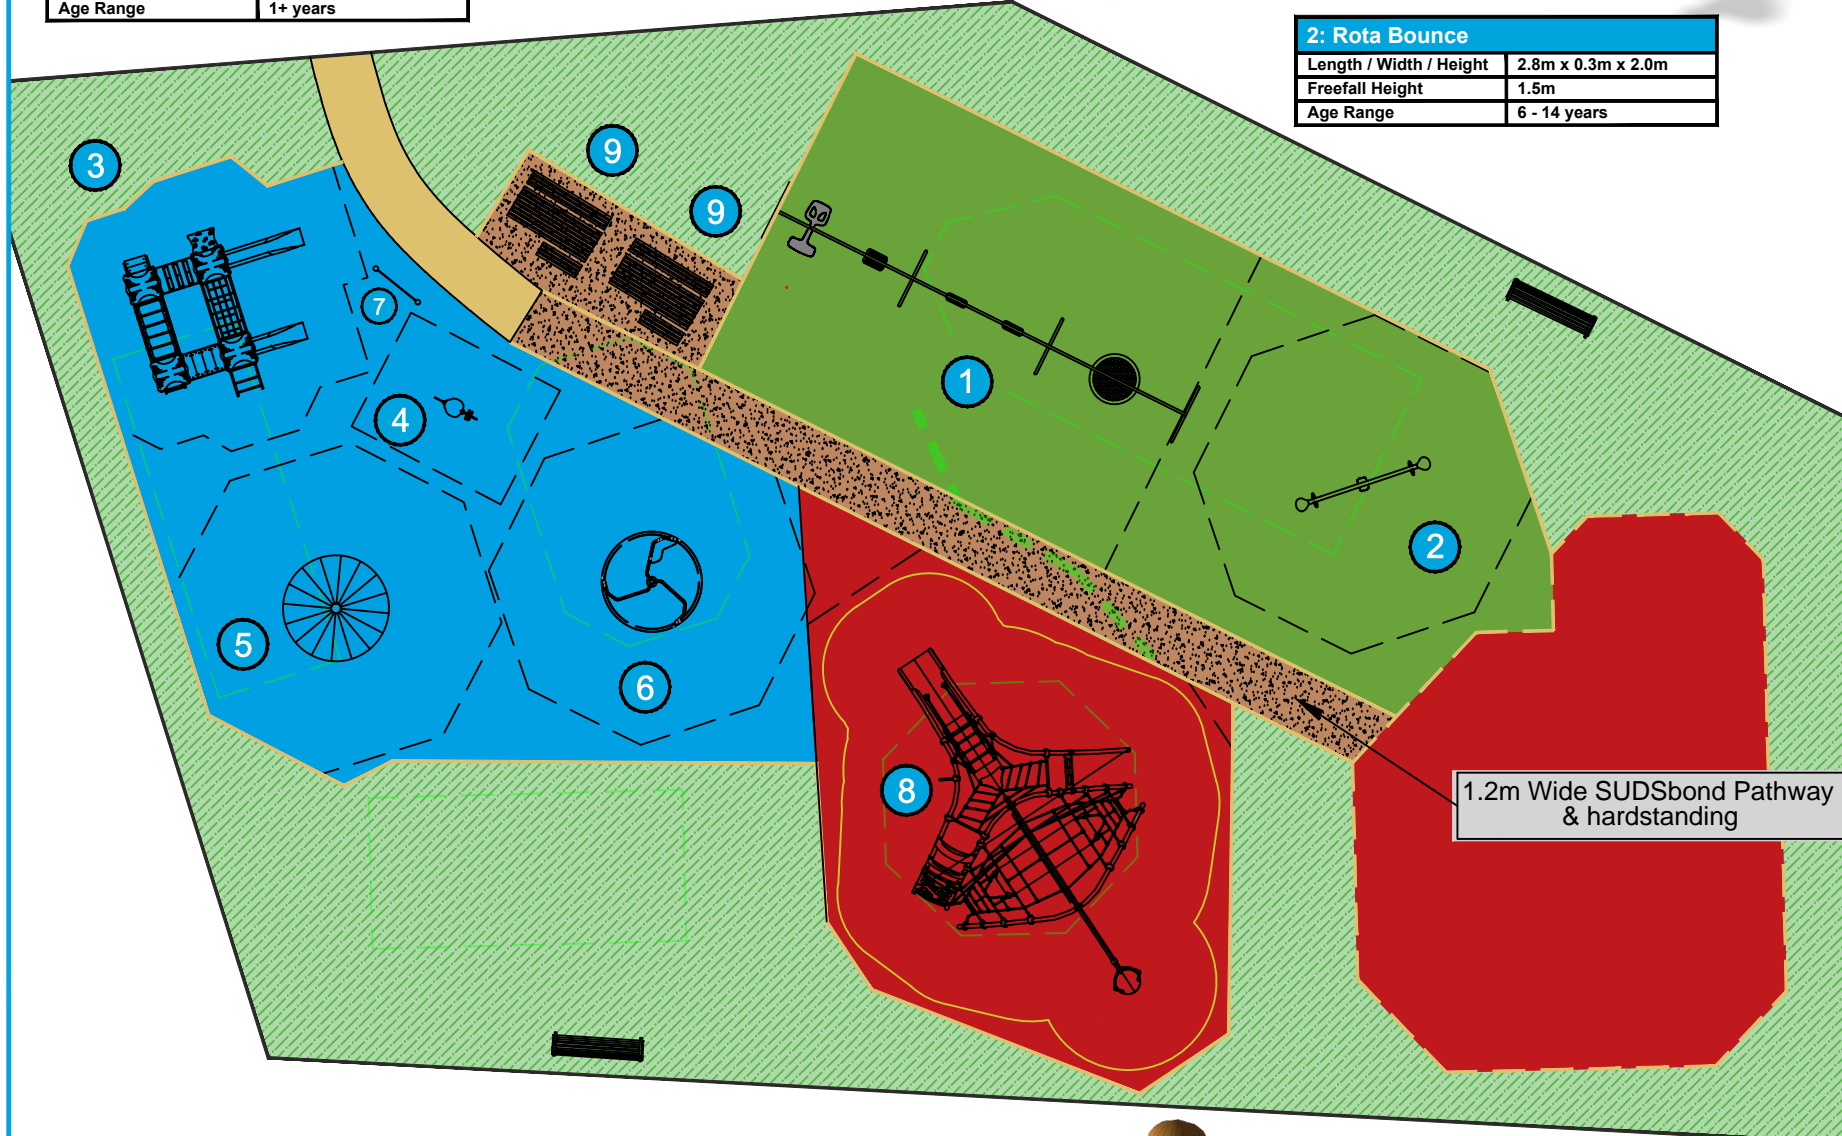 Age Range 1+ years
2: Rota Bounce
Length / Width / Height 2.8m x 0.3m x 2.0m
Freefall Height 1.5m
Age Range 6 - 14 years
3
9
9
7
1
4
2
5
6
8
1.2m Wide SUDSbond Pathway
& hardstanding